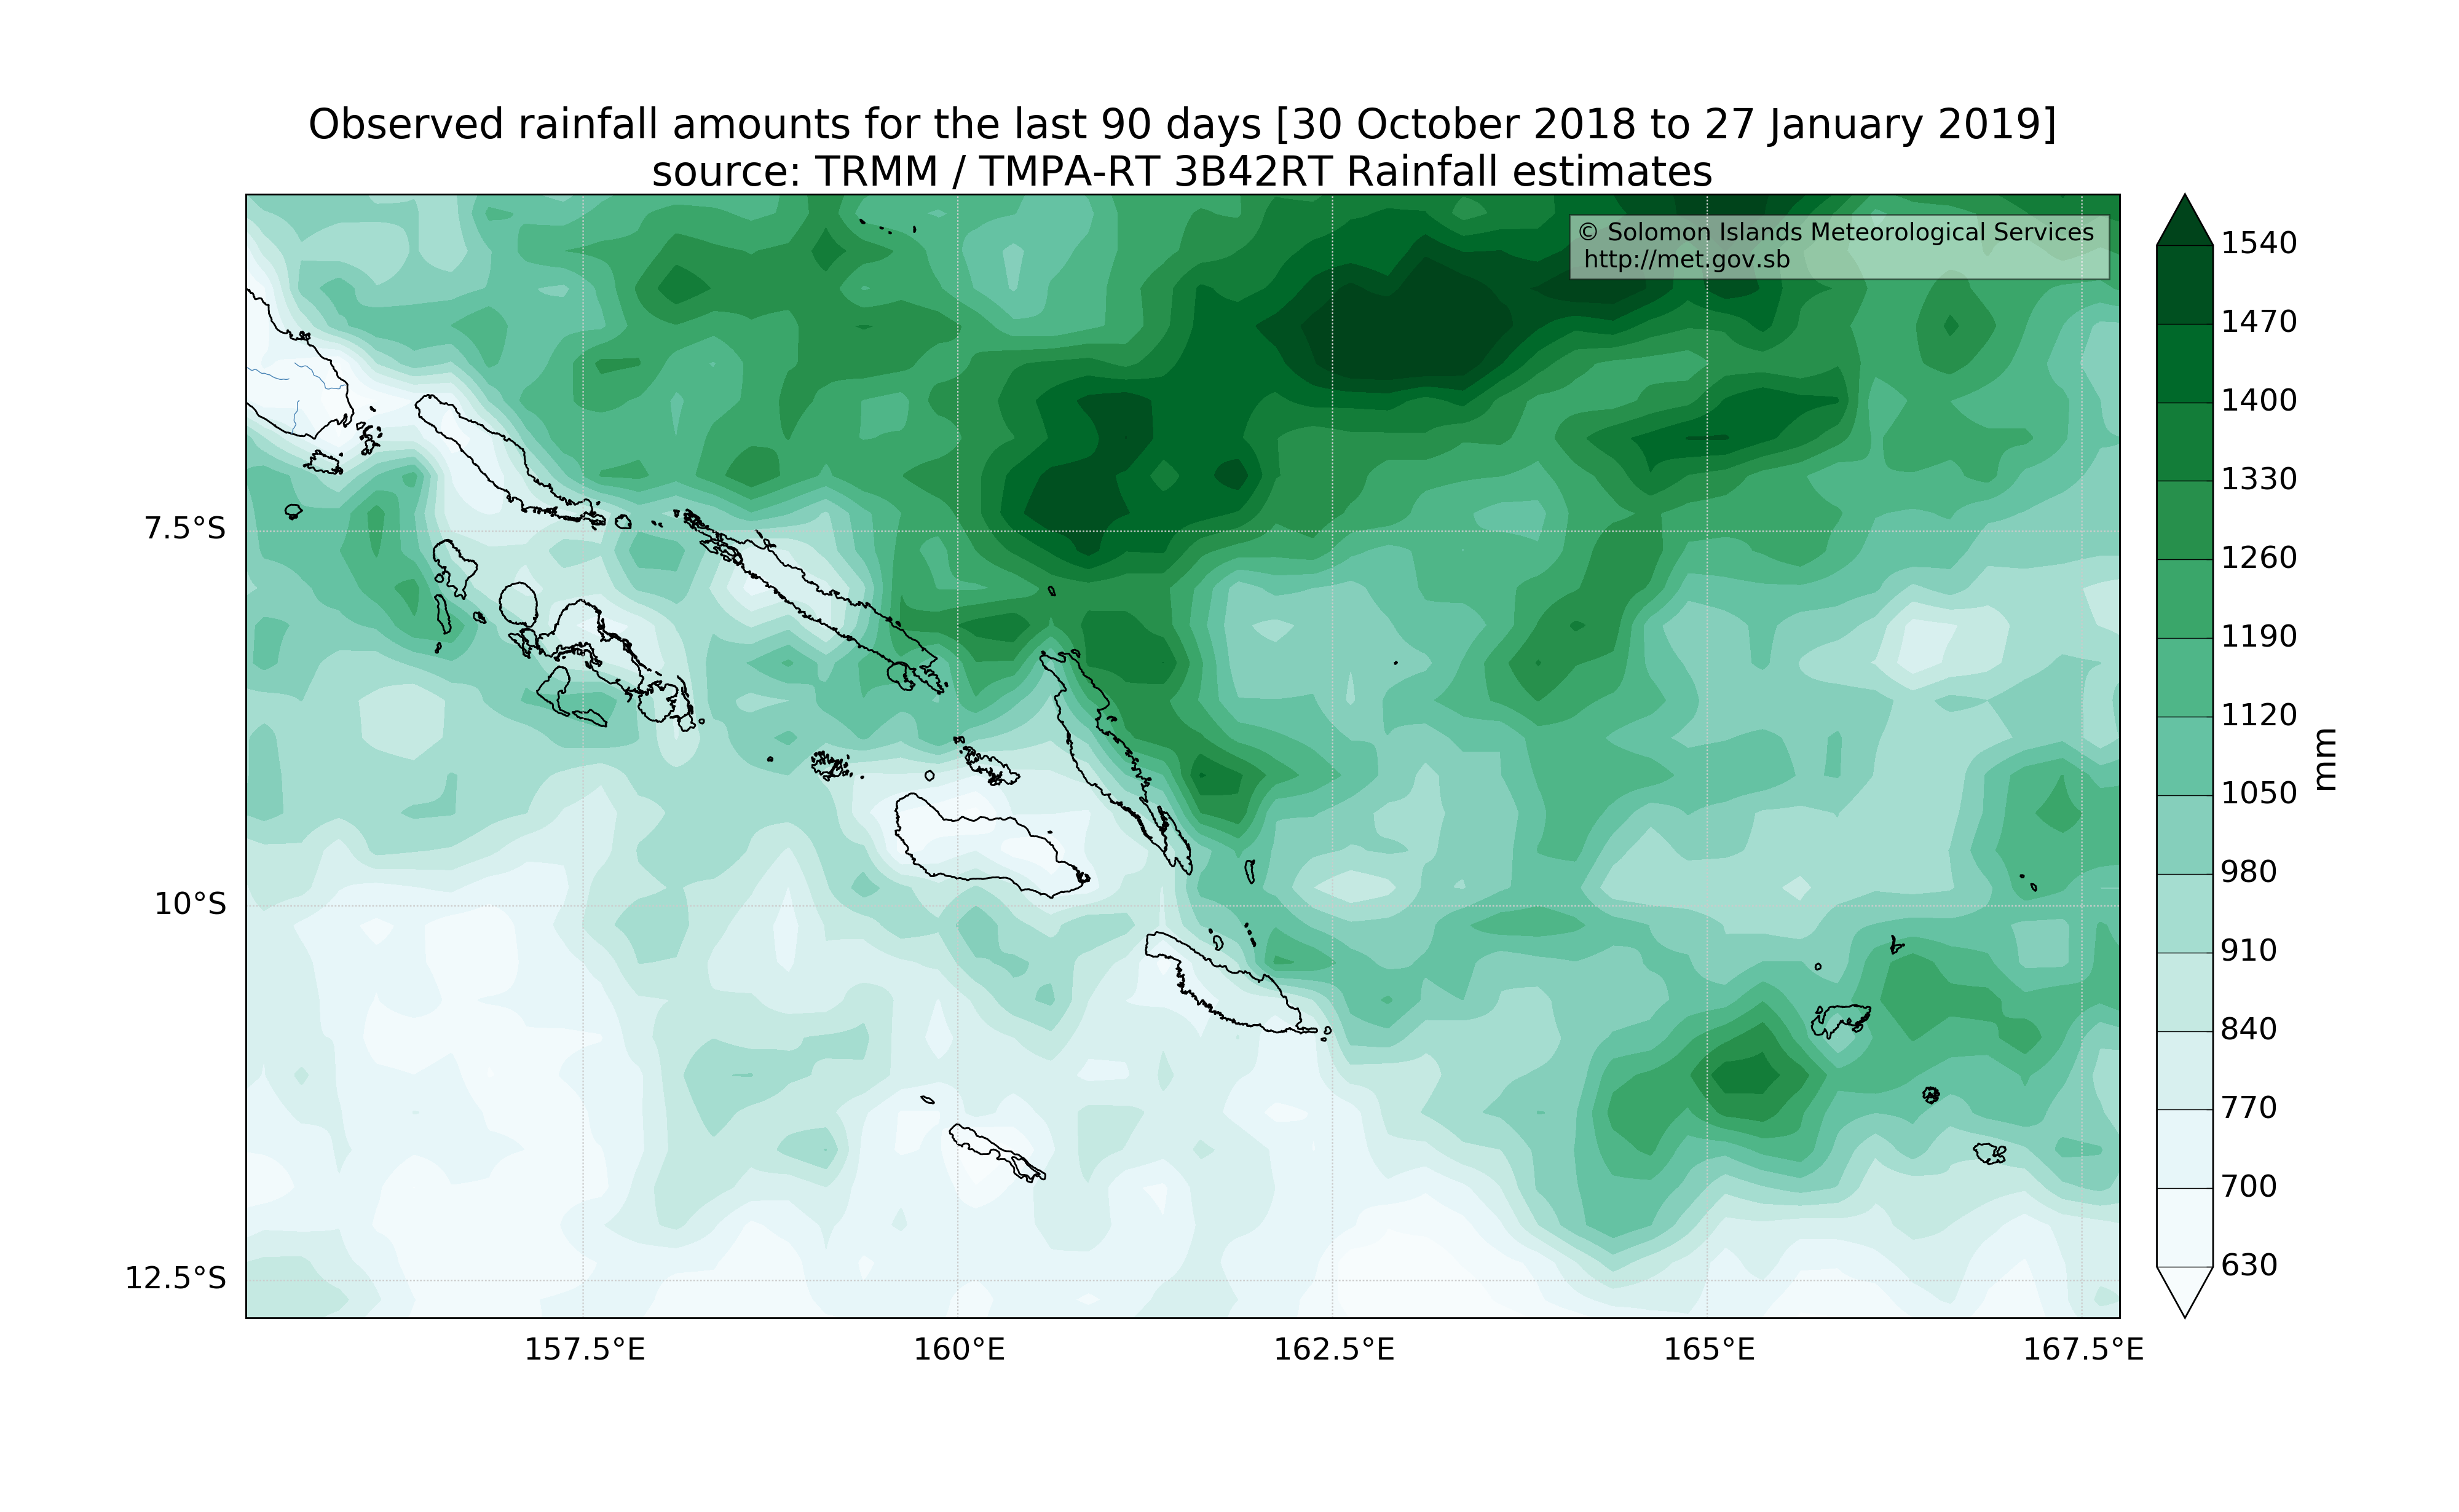 Observed rainfall amounts for the last 90 days [30 October 2018 to 27 January 2019]
source: TRMM / TMPA-RT 3B42RT Rainfall estimates
© Solomon Islands Meteorological Services
http://met.gov.sb
7.5°S
10°S
12.5°S
157.5°E
160°E
162.5°E
165°E
167.5°E
1540
1470
1400
1330
1260
1190
1120
1050
980
910
840
770
700
630
mm